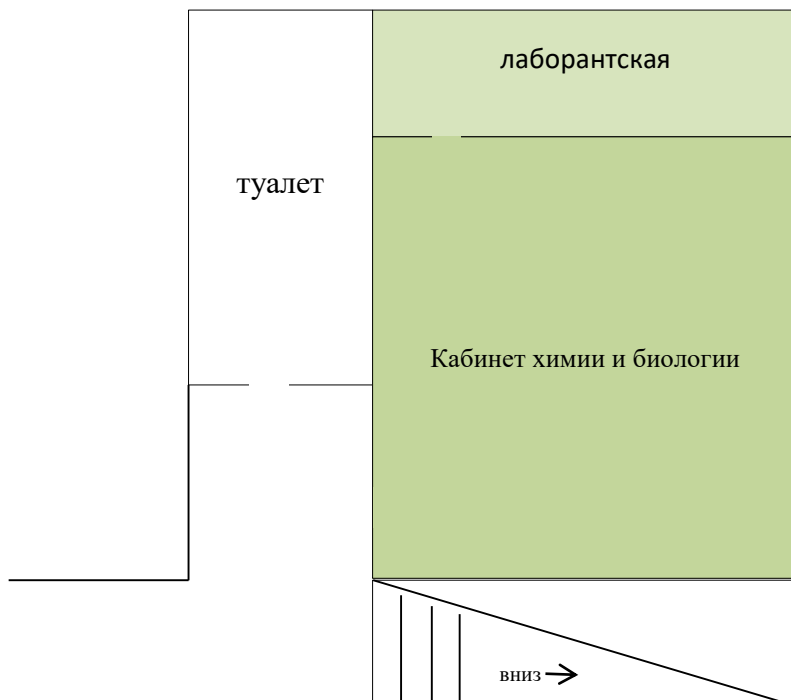 лаборантская
туалет
Кабинет химии и биологии
вниз